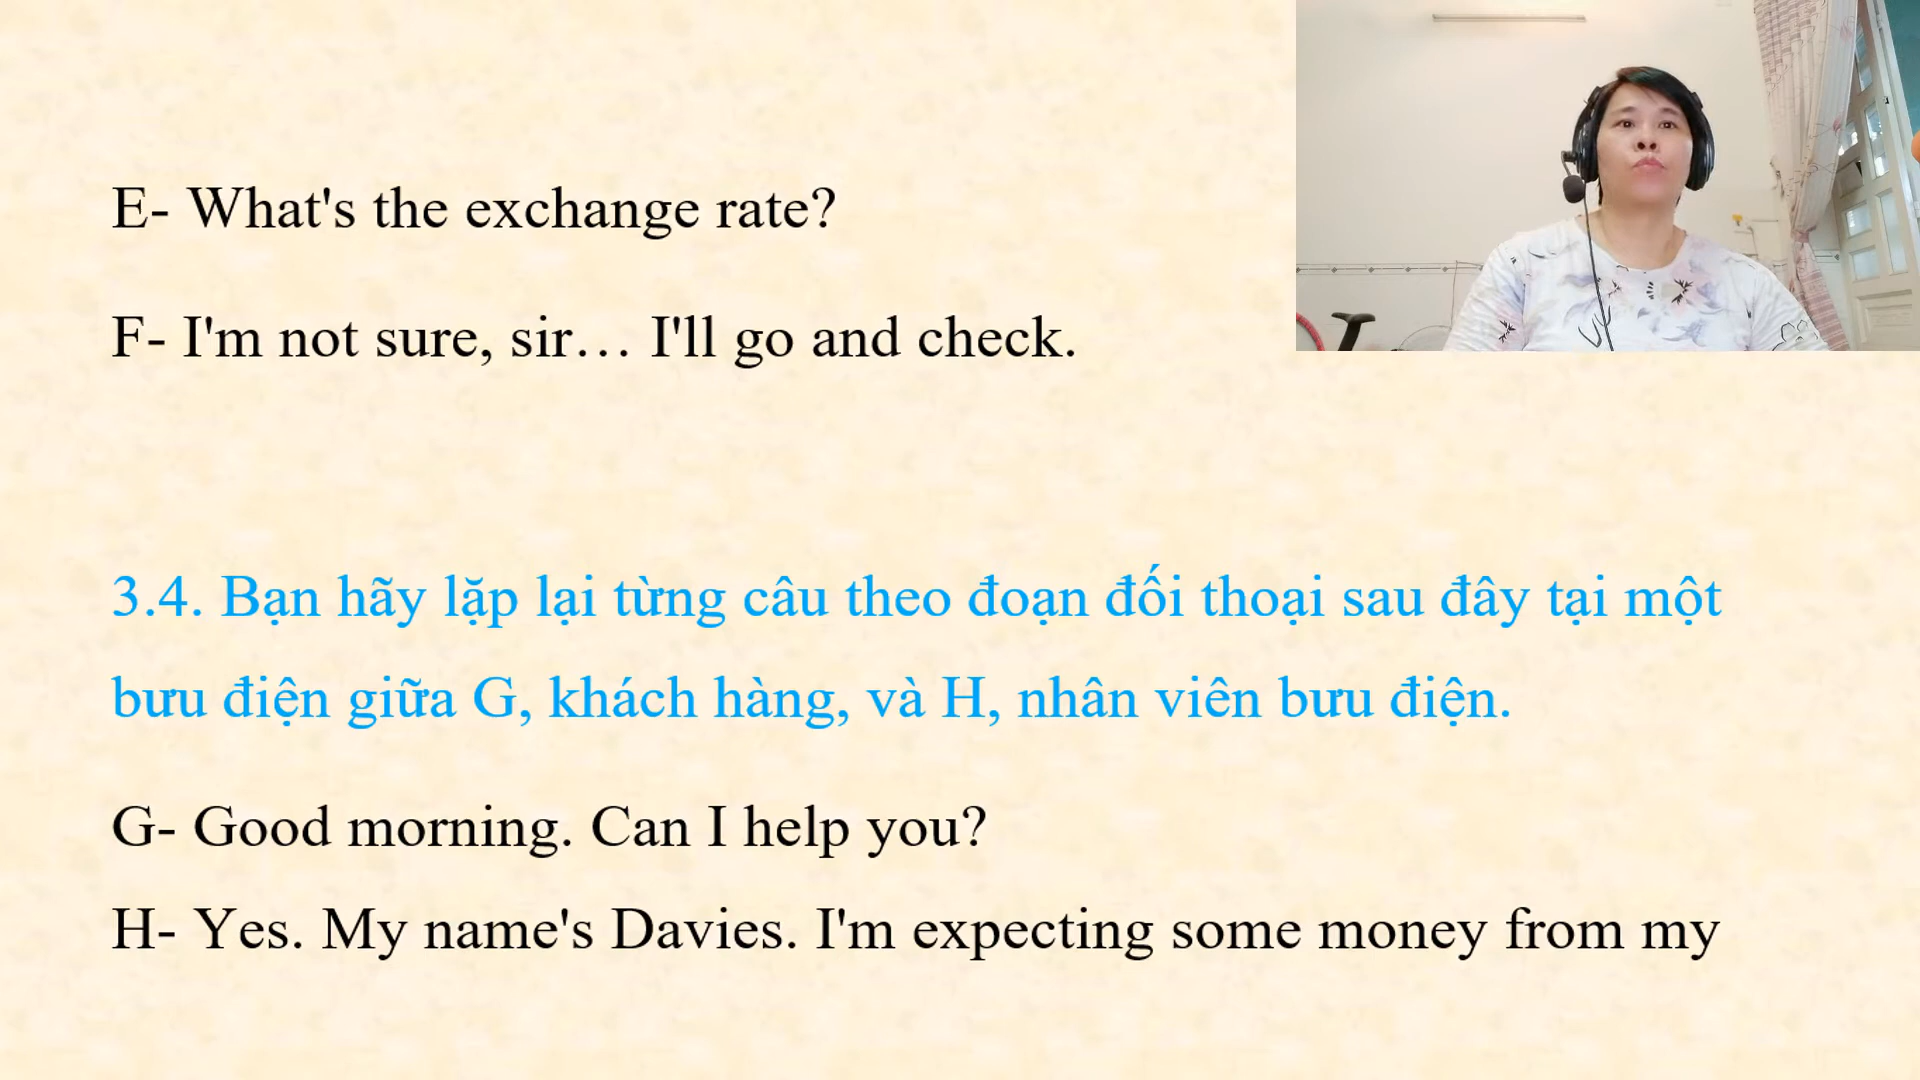 E- What's the exchange rate?
F- I'm not sure, sir… I'll go and check.
3.4. Bạn hãy lặp lại từng câu theo đoạn đối thoại sau đây tại một
bưu điện giữa G, khách hàng, và H, nhân viên bưu điện.
G- Good morning. Can I help you?
H- Yes. My name's Davies. I'm expecting some money from my